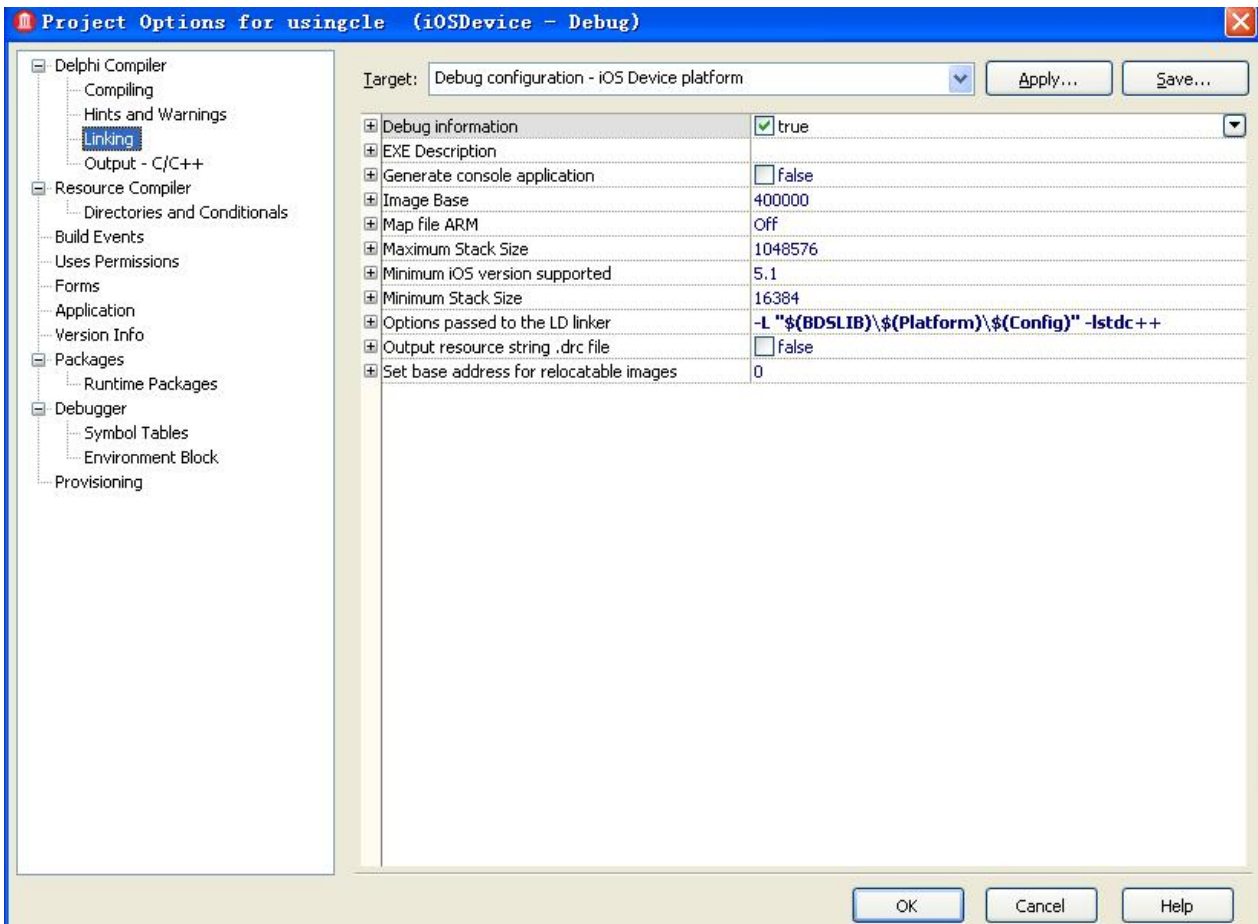 Project Options for usingcle (iOSDevice - Debug)
Delphi Compiler
Compiling
Hints and Warnings
Linking
Output - C/C++
Resource Compiler
Directories and Conditionals
Build Events
Uses Permissions
Forms
Application
Version Info
Packages
Runtime Packages
Debugger
Symbol Tables
Environment Block
Provisioning
Target: Debug configuration - iOS Device platform Apply... Save...
Debug information true
EXE Description
Generate console application false
Image Base 400000
Map file ARM Off
Maximum Stack Size 1048576
Minimum iOS version supported 5.1
Minimum Stack Size 16384
Options passed to the LD linker -L "$(BDSLIB)\$(Platform)\$(Config)" -lstdc++
Output resource string .drc file false
Set base address for relocatable images 0
OK Cancel Help